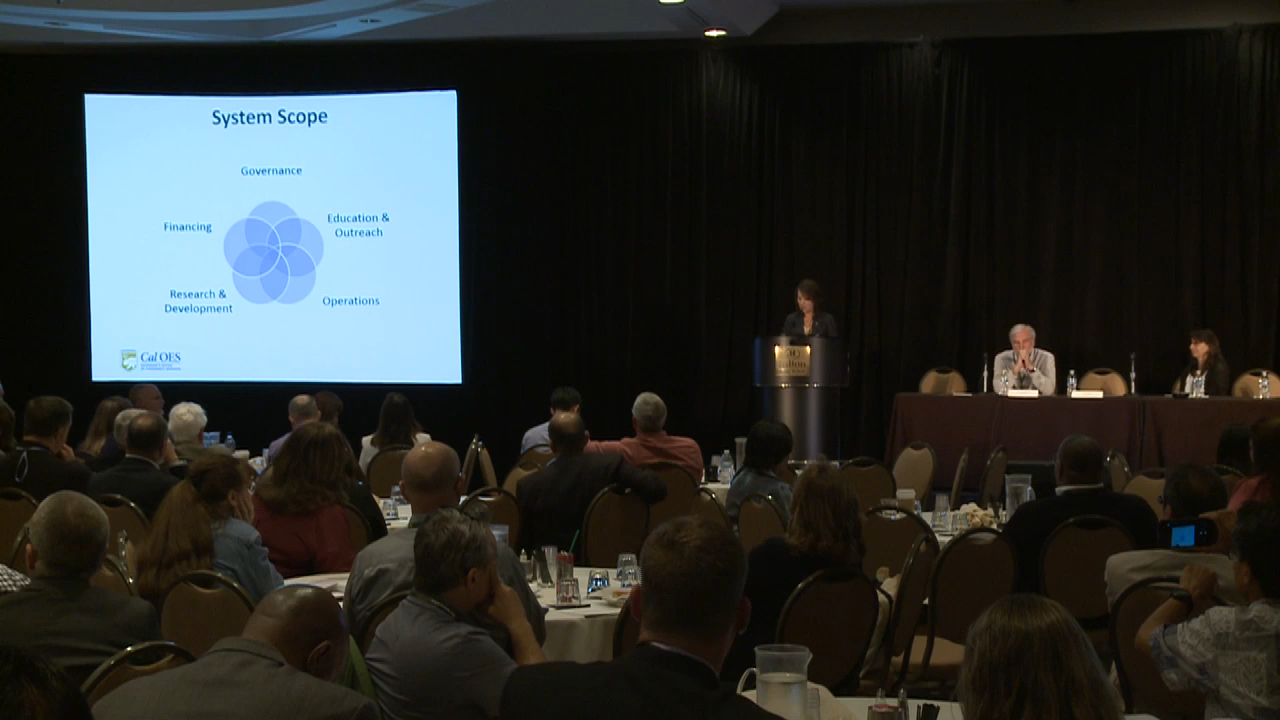 System Scope
Governance
Financing
Education &
Outreach
Research &
Development
Operations
Cal OES